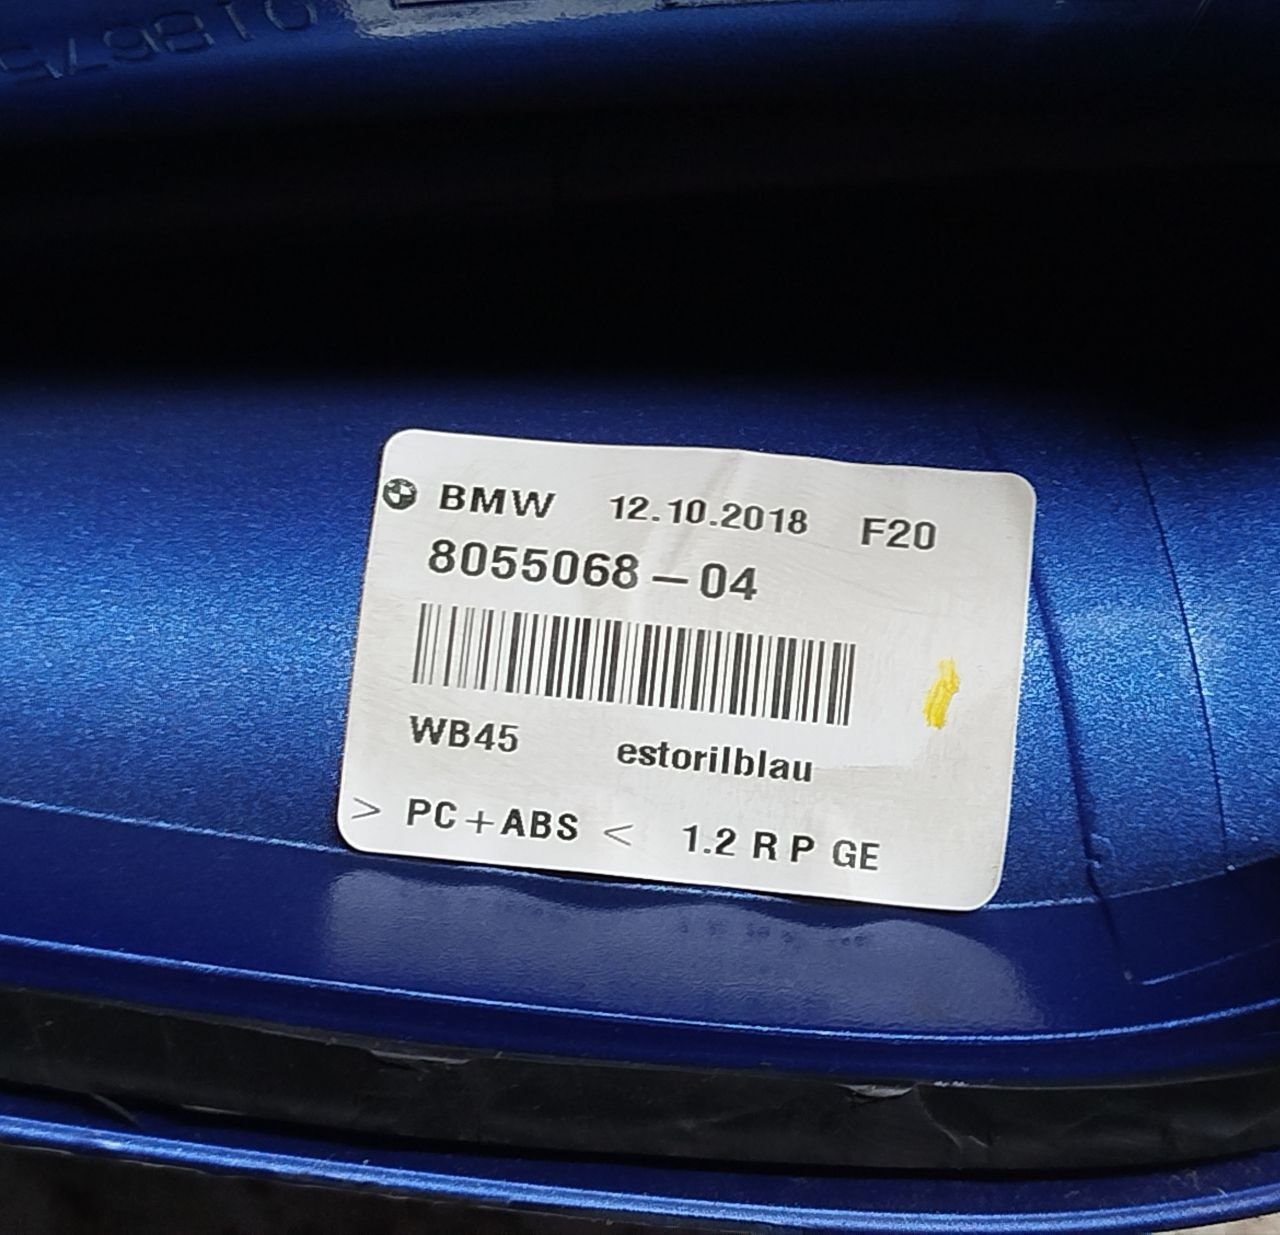 BMW 12.10.2018 F20
8055068-04
WB45 estorilblau
> PC+ABS < 1.2 R P GE